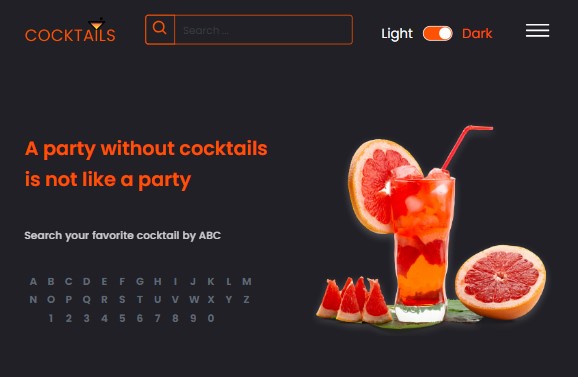 COCKTAILS
Search ...
Light Dark
A party without cocktails
is not like a party
Search your favorite cocktail by ABC
A B C D E F G H I J K L M
N O P Q R S T U V W X Y Z
1 2 3 4 5 6 7 8 9 0